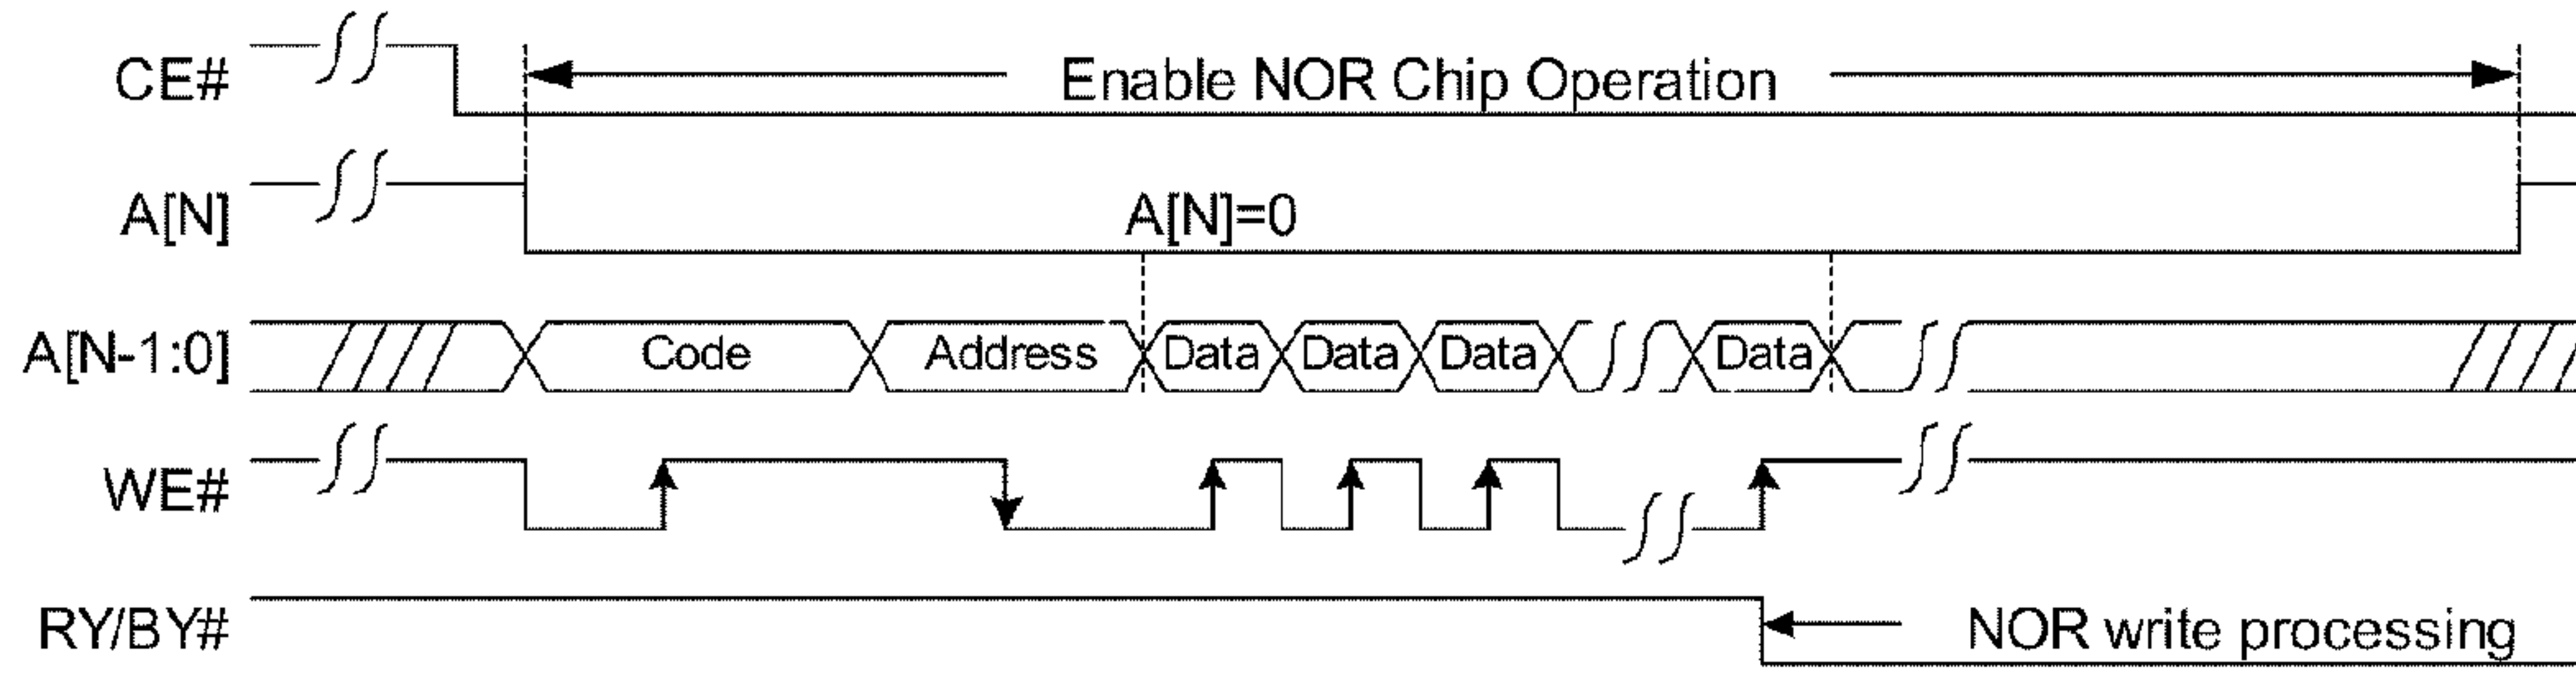 CE# Enable NOR Chip Operation
A[N] A[N]=0
A[N-1:0] Code Address Data Data Data Data
WE#
RY/BY# NOR write processing